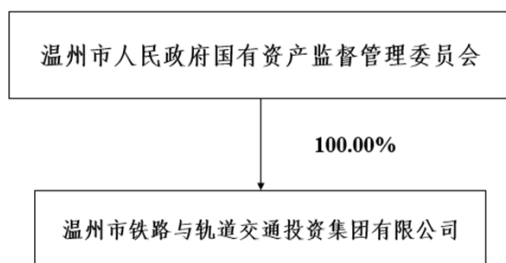 温州市人民政府国有资产监督管理委员会
100.00%
温州市铁路与轨道交通投资集团有限公司